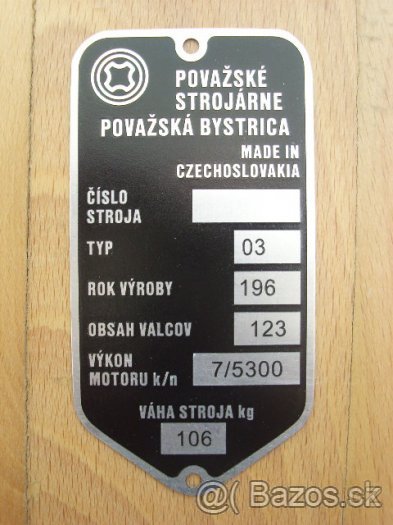 POVAŽSKÉ
STROJÁRNE
POVAŽSKÁ BYSTRICA
MADE IN
CZECHOSLOVAKIA
ČÍSLO
STROJA
TYP 03
ROK VÝROBY 196
OBSAH VALCOV 123
VÝKON
MOTORU k/n 7/5300
VÁHA STROJA kg
106
Bazos.sk